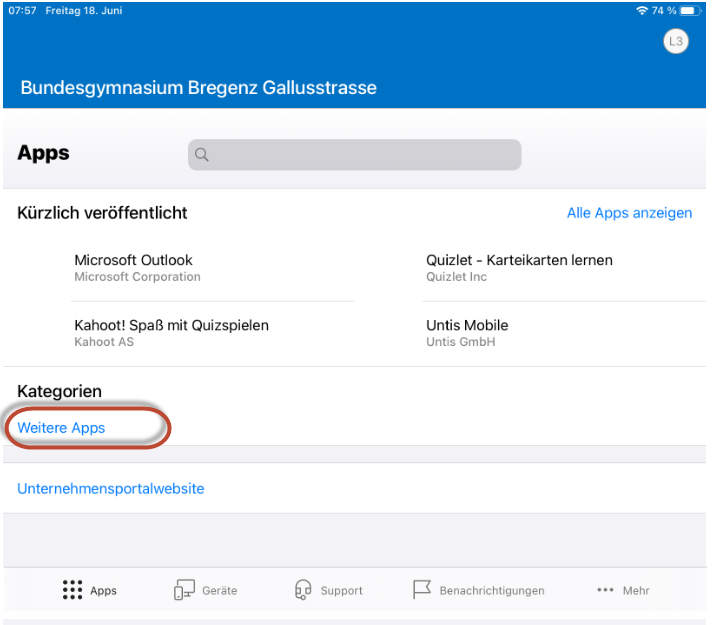 07:57 Freitag 18. Juni
74 %
L3
Bundesgymnasium Bregenz Gallusstrasse
Apps
Kürzlich veröffentlicht
Alle Apps anzeigen
Microsoft Outlook
Microsoft Corporation
Quizlet - Karteikarten lernen
Quizlet Inc
Kahoot! Spaß mit Quizspielen
Kahoot AS
Untis Mobile
Untis GmbH
Kategorien
Weitere Apps
Unternehmensportalwebsite
Apps
Geräte
Support
Benachrichtigungen
Mehr